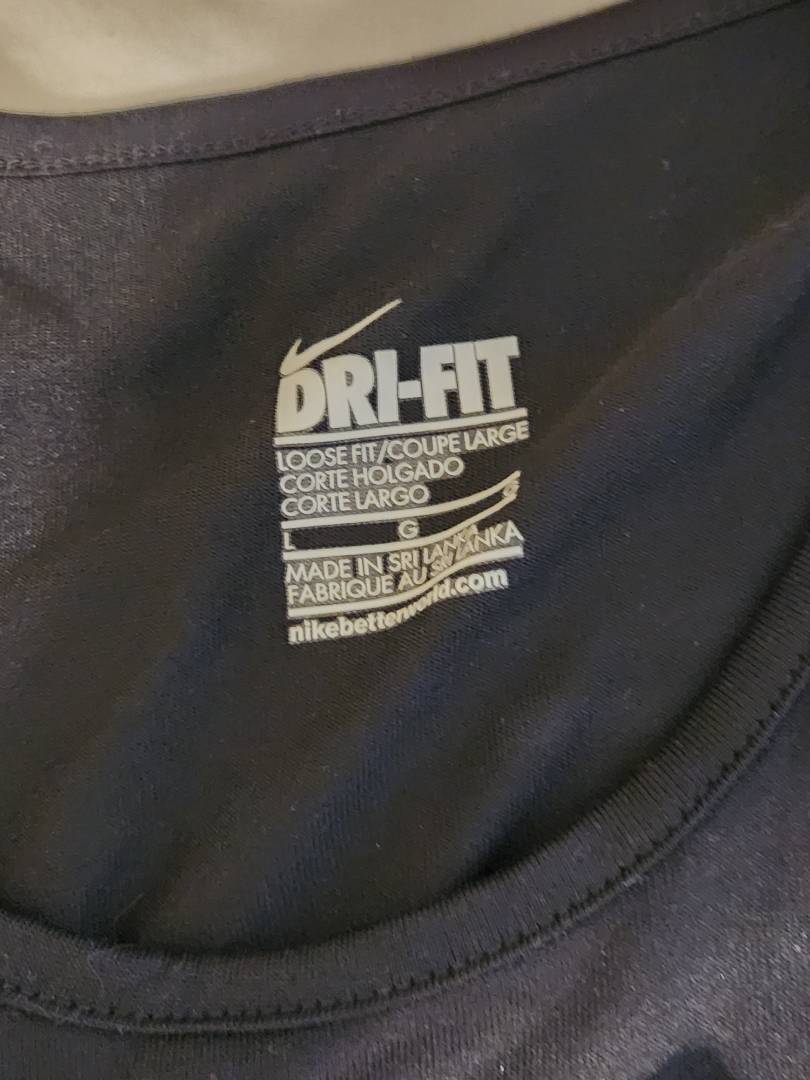 DRI-FIT
LOOSE FIT/COUPE LARGE
CORTE HOLGADO
CORTE LARGO
L G G
MADE IN SRI LANKA
FABRIQUE AU SRI LANKA
nikebetterworld.com